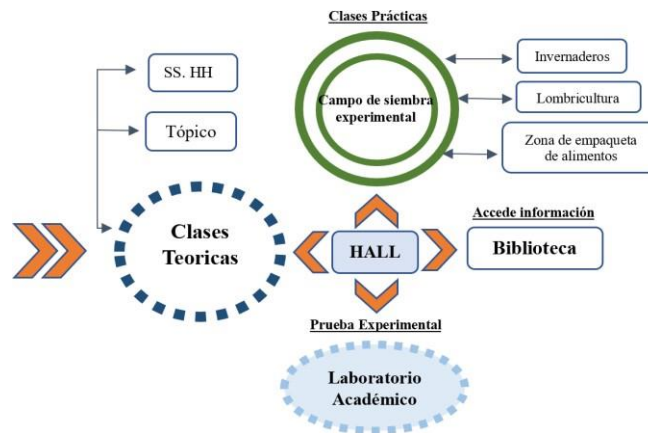 Clases Prácticas
SS. HH
Tópico
Campo de siembra
experimental
Invernaderos
Lombricultura
Zona de empaqueta
de alimentos
Clases
Teoricas
HALL
Accede información
Biblioteca
Prueba Experimental
Laboratorio
Académico